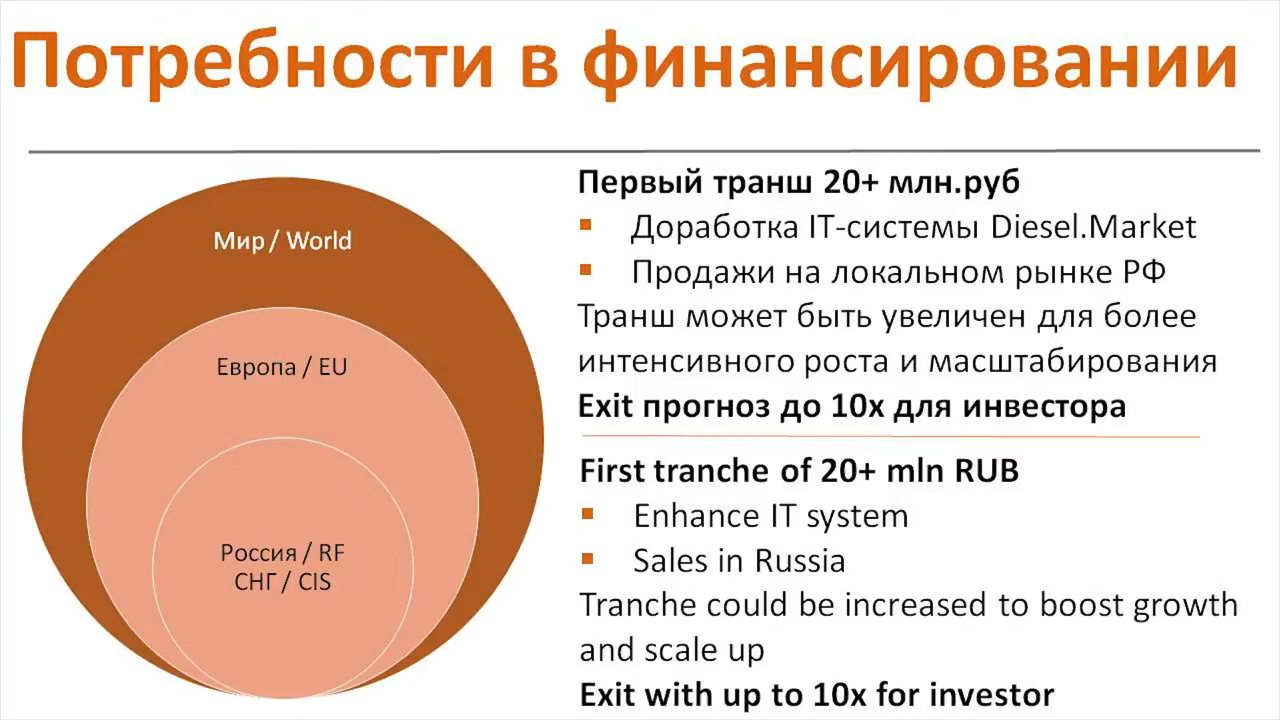 Потребности в финансировании
Мир / World
Европа / EU
Россия / RF
СНГ / CIS
Первый транш 20+ млн.руб
▪ Доработка IT-системы Diesel.Market
▪ Продажи на локальном рынке РФ
Транш может быть увеличен для более
интенсивного роста и масштабирования
Exit прогноз до 10x для инвестора
First tranche of 20+ mln RUB
▪ Enhance IT system
▪ Sales in Russia
Tranche could be increased to boost growth
and scale up
Exit with up to 10x for investor